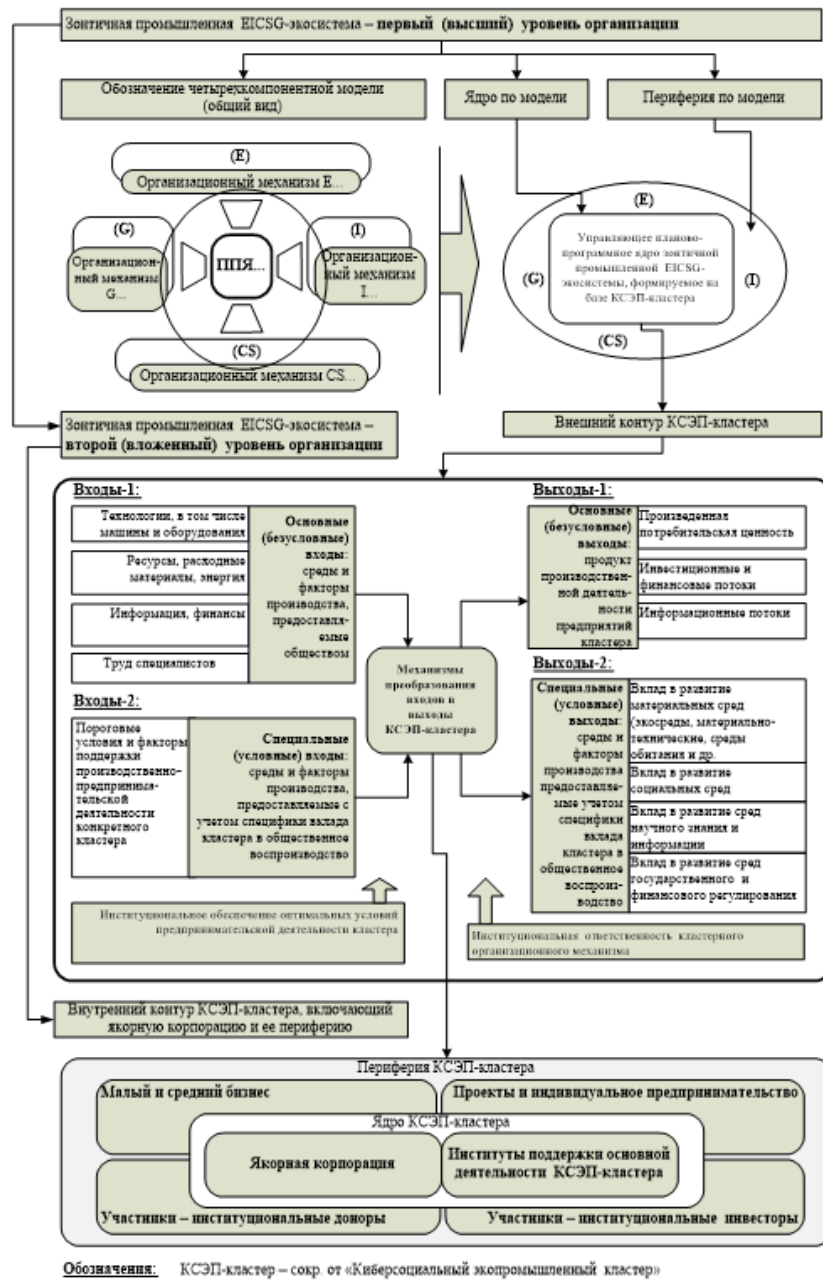 Зонтичная промышленная EICSG-экосистема – первый (высший) уровень организации
Обозначение четырехкомпонентной модели
(общий вид)
Ядро по модели
Периферия по модели
(E)
Организационный механизм E...
(G)
Организацион-
ный механизм
G...
ППЯ...
(I)
Организацион-
ный механизм
I...
(CS)
Организационный механизм CS...
(E)
(G)
Управляющее планово-
программное ядро зонтичной
промышленной EICSG-
экосистемы, формируемое на
базе КСЭП-кластера
(I)
(CS)
Зонтичная промышленная EICSG-экосистема –
второй (вложенный) уровень организации
Внешний контур КСЭП-кластера
Входы-1:
Технологии, в том числе
машины и оборудования
Ресурсы, расходные
материалы, энергия
Информация, финансы
Труд специалистов
Основные
(безусловные)
входы:
среды и
факторы
производства,
предоставля-
емые
обществом
Входы-2:
Пороговые
условия и факторы
поддержки
производственно-
предпринима-
тельской
деятельности
конкретного
кластера
Специальные
(условные) входы:
среды и факторы
производства,
предоставляемые с
учетом специфики вклада
кластера в общественное
воспроизводство
Институциональное обеспечение оптимальных условий
предпринимательской деятельности кластера
Механизмы
преобразования
входов в
выходы
КСЭП-кластера
Выходы-1:
Основные
(безусловные)
выходы:
продукт
производствен-
ной деятель-
ности
предприятий
кластера
Произведенная
потребительская ценность
Инвестиционные и
финансовые потоки
Информационные потоки
Выходы-2:
Специальные
(условные)
выходы:
среды и
факторы
производства
предоставляе-
мые учетом
специфики
вклада
кластера в
общественное
воспроиз-
водство
Вклад в развитие
материальных сред
(экосреды, материально-
технические, среды
обитания и др.
Вклад в развитие
социальных сред
Вклад в развитие сред
научного знания и
информации
Вклад в развитие сред
государственного и
финансового регулирования
Институциональная ответственность кластерного
организационного механизма
Внутренний контур КСЭП-кластера, включающий
якорную корпорацию и ее периферию
Периферия КСЭП-кластера
Малый и средний бизнес
Проекты и индивидуальное предпринимательство
Ядро КСЭП-кластера
Якорная корпорация
Институты поддержки основной
деятельности КСЭП-кластера
Участники – институциональные доноры
Участники – институциональные инвесторы
Обозначения: КСЭП-кластер – сокр. от «Киберсоциальный экопромышленный кластер»